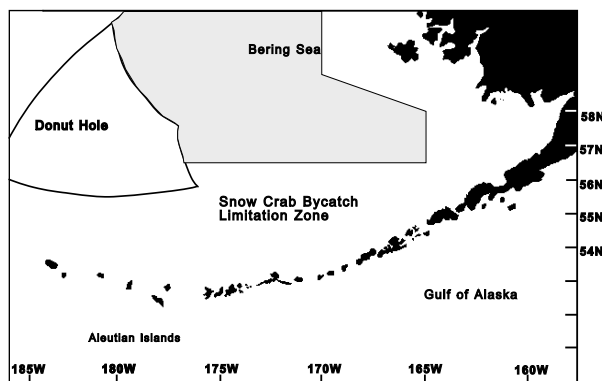 Bering Sea
Donut Hole
58N
57N
56N
Snow Crab Bycatch
Limitation Zone
55N
54N
Gulf of Alaska
Aleutian Islands
185W 180W 175W 170W 165W 160W